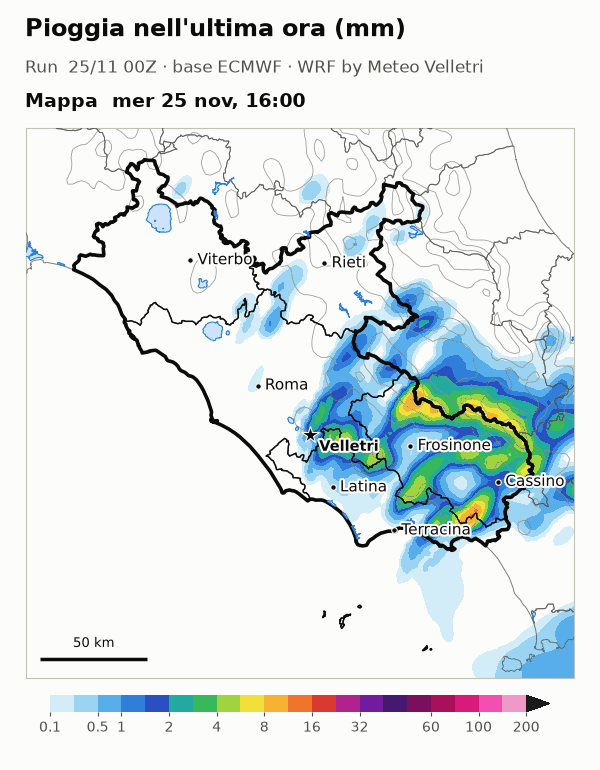 Pioggia nell'ultima ora (mm)
Run  25/11 00Z · base ECMWF · WRF by Meteo Velletri
Mappa  mer 25 nov, 16:00
Viterbo
Rieti
Roma
Velletri
Frosinone
Latina
Cassino
Terracina
50 km
0.1 0.5 1 2 4 8 16 32 60 100 200